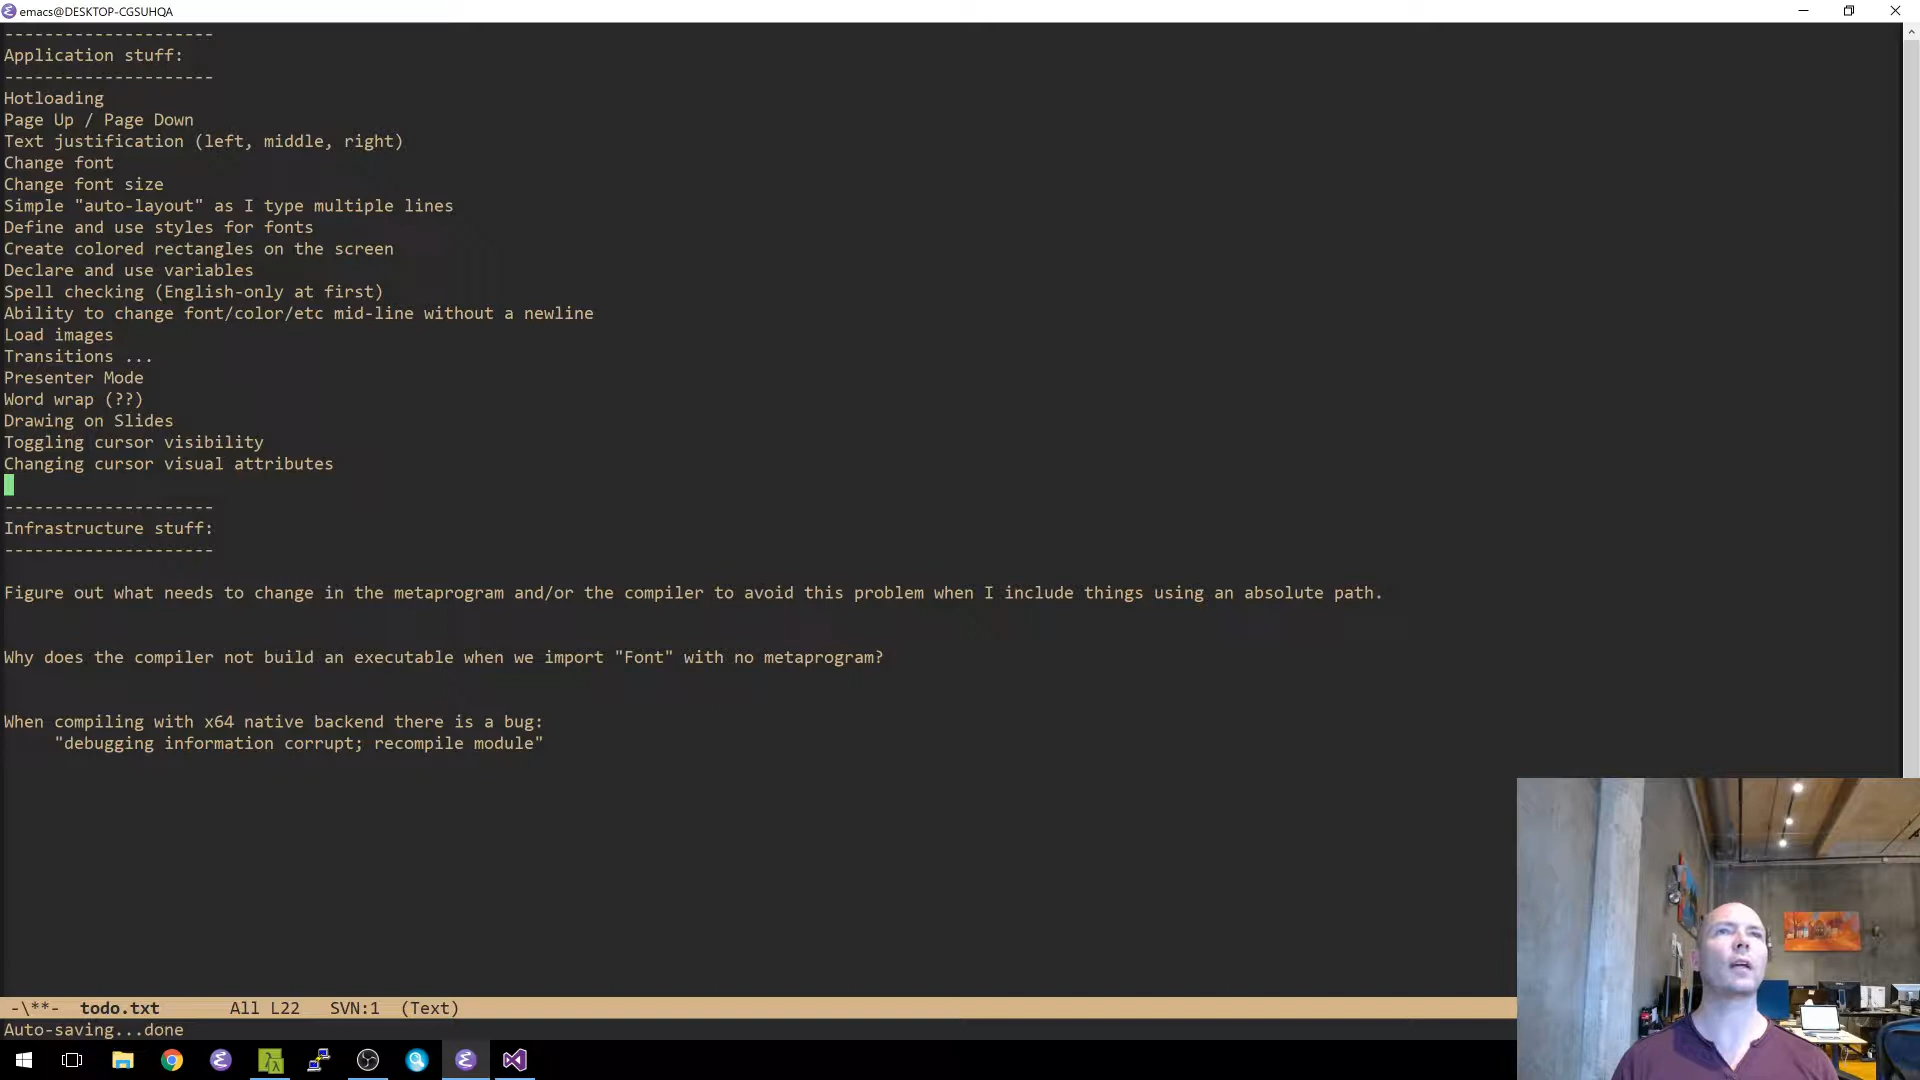 emacs@DESKTOP-CGSUHQA
---------------------
Application stuff:
---------------------
Hotloading
Page Up / Page Down
Text justification (left, middle, right)
Change font
Change font size
Simple "auto-layout" as I type multiple lines
Define and use styles for fonts
Create colored rectangles on the screen
Declare and use variables
Spell checking (English-only at first)
Ability to change font/color/etc mid-line without a newline
Load images
Transitions ...
Presenter Mode
Word wrap (??)
Drawing on Slides
Toggling cursor visibility
Changing cursor visual attributes
---------------------
Infrastructure stuff:
---------------------
Figure out what needs to change in the metaprogram and/or the compiler to avoid this problem when I include things using an absolute path.
Why does the compiler not build an executable when we import "Font" with no metaprogram?
When compiling with x64 native backend there is a bug:
"debugging information corrupt; recompile module"
-\**- todo.txt All L22 SVN:1 (Text)
Auto-saving...done